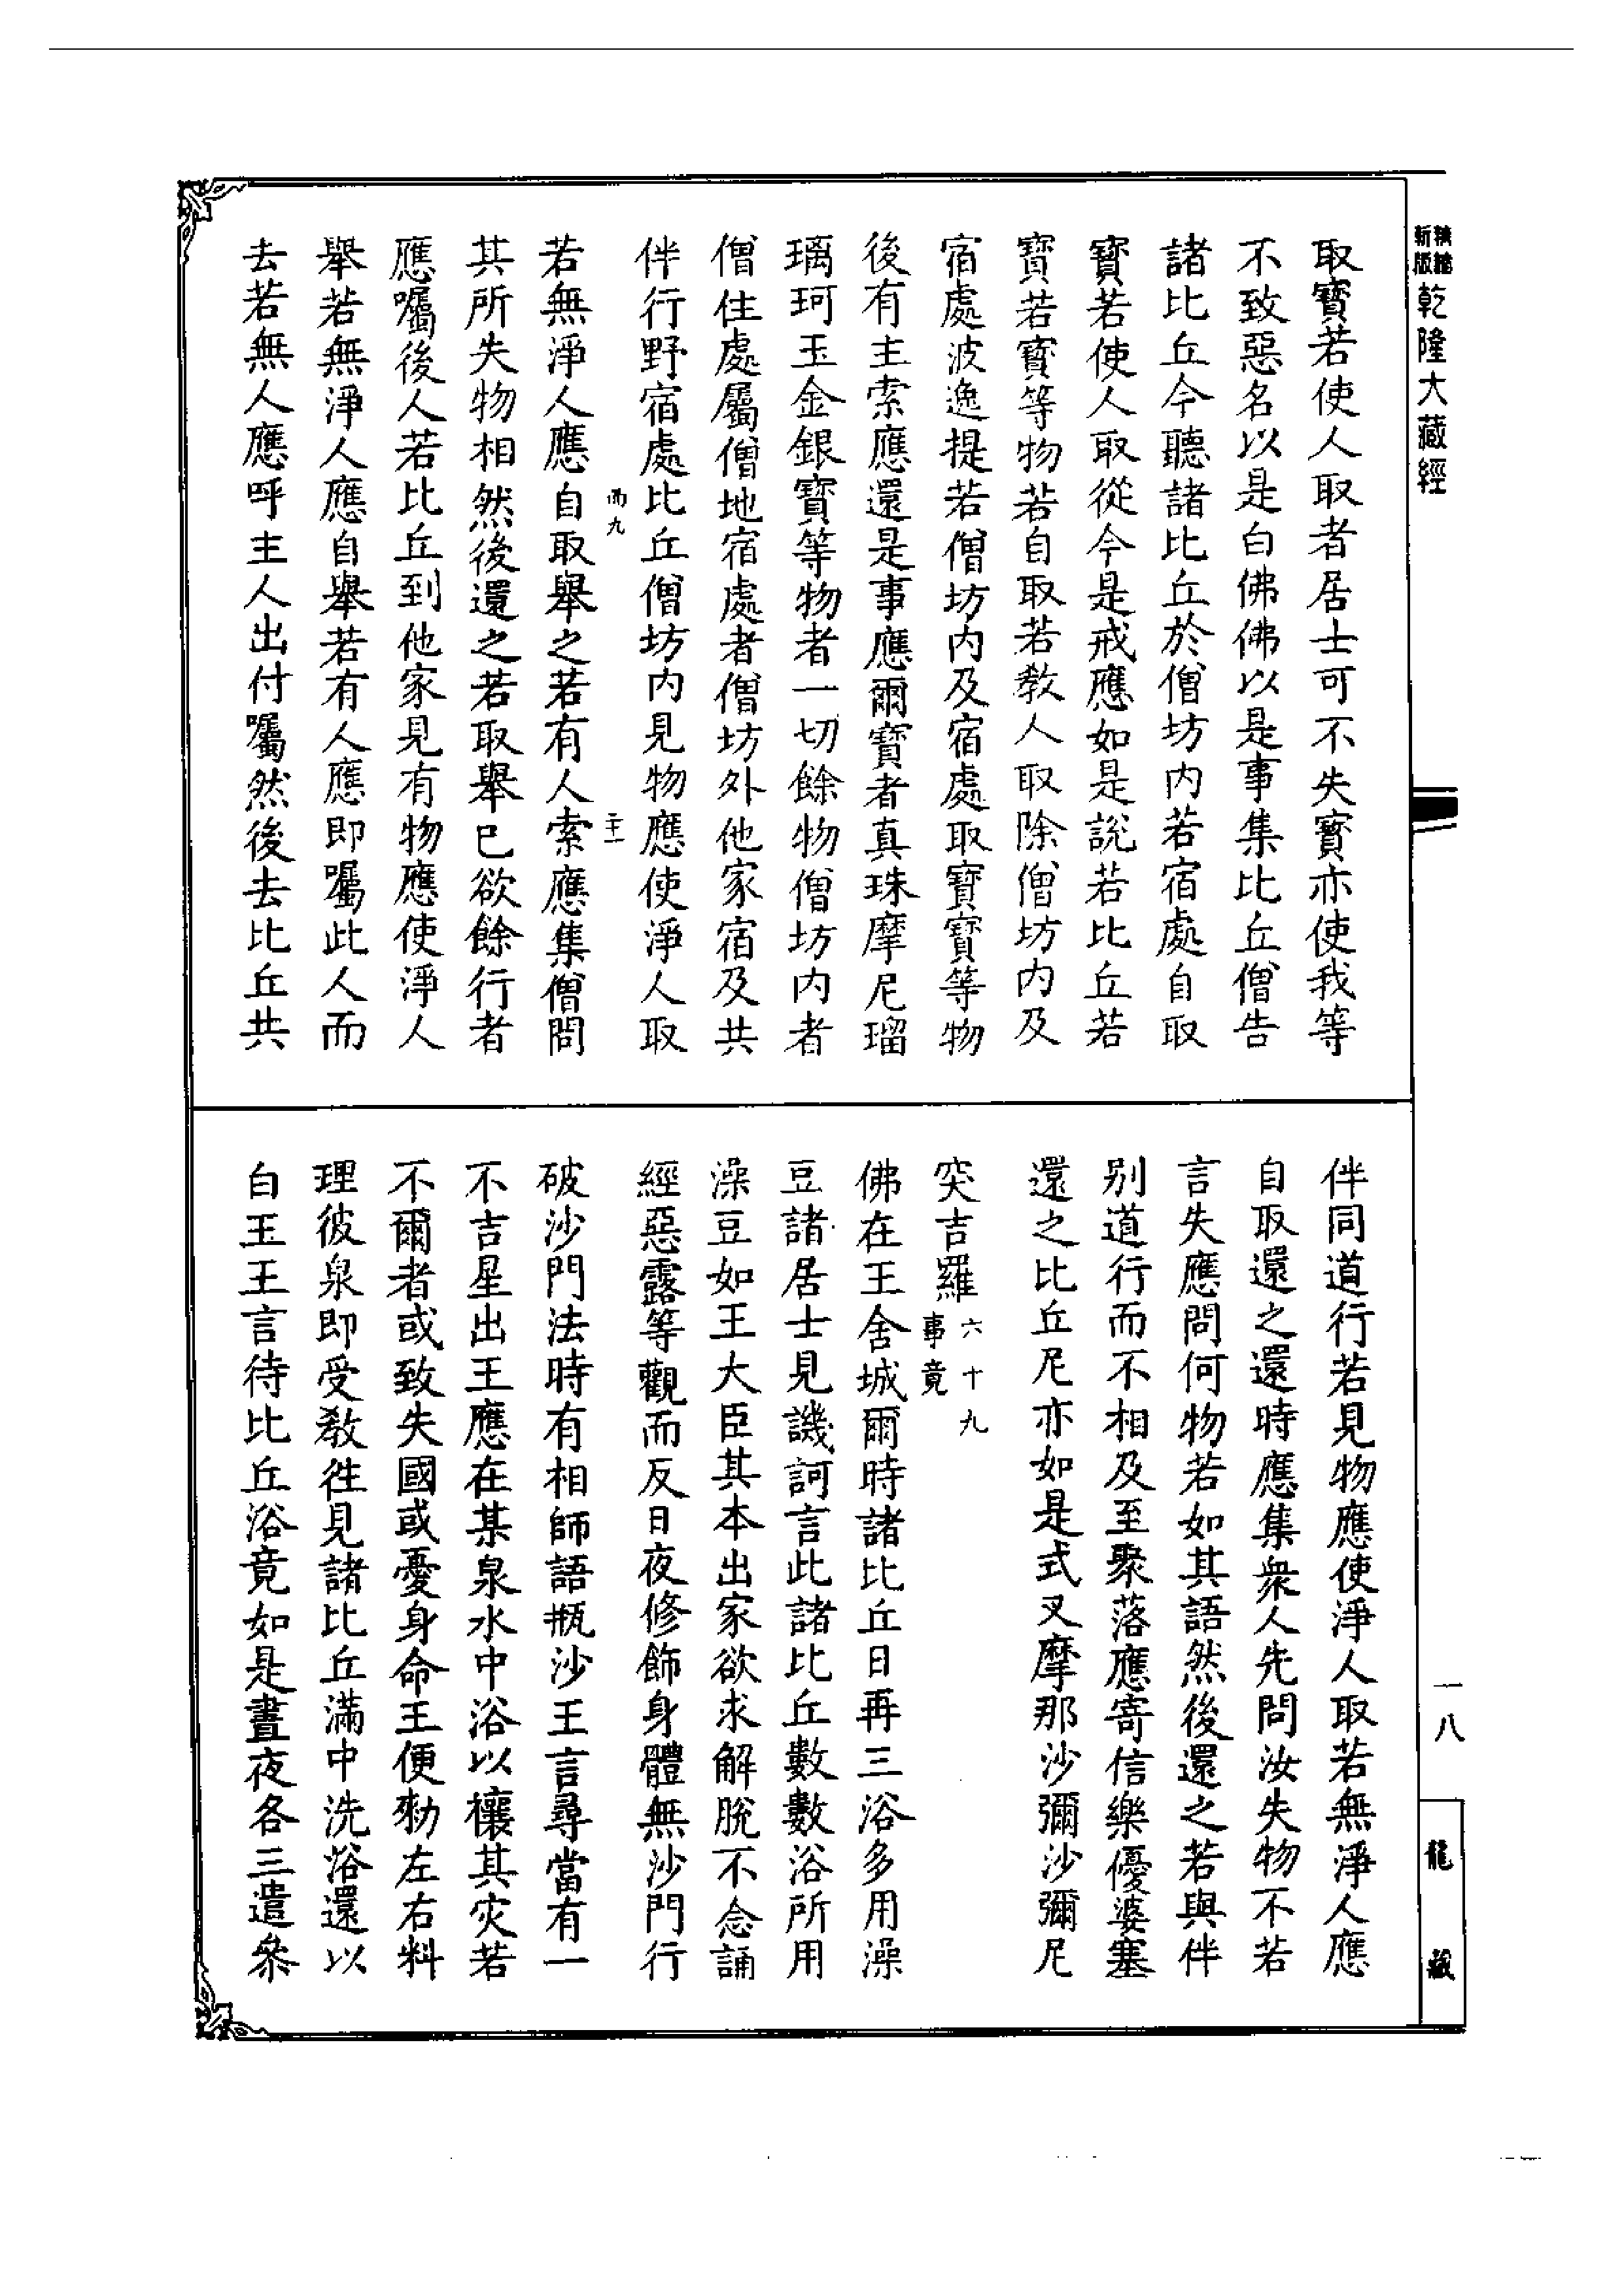 新版
精縮
乾隆大藏經
一八
龍藏
取寶若使人取者居士可不失寶亦使我等
不致惡名以是白佛佛以是事集比丘僧告
諸比丘今聽諸比丘於僧坊内若宿處自取
寶若使人取從今是戒應如是說若比丘若
寶若寶等物若自取若教人取除僧坊内及
宿處波逸提若僧坊内及宿處取寶寶等物
後有主索應還是事應爾寶者真珠摩尼瑠
璃珂玉金銀寶等物者一切餘物僧坊内者
僧住處屬僧地宿處者僧坊外他家宿及共
伴行野宿處比丘僧坊内見物應使淨人取
而九
二十一
若無淨人應自取舉之若有人索應集僧問
其所失物相然後還之若取舉已欲餘行者
應囑後人若比丘到他家見有物應使淨人
舉若無淨人應自舉若有人應即囑此人而
去若無人應呼主人出付囑然後去比丘共
伴同道行若見物應使淨人取若無淨人應
自取還之還時應集衆人先問汝失物不若
言失應問何物若如其語然後還之若與伴
别道行而不相及至聚落應寄信樂優婆塞
還之比丘尼亦如是式叉摩那沙彌沙彌尼
突吉羅六十九事竟
佛在王舍城爾時諸比丘日再三浴多用澡
豆諸居士見譏訶言此諸比丘數數浴所用
澡豆如王大臣其本出家欲求解脫不念誦
經惡露等觀而反日夜修飾身體無沙門行
破沙門法時有相師語瓶沙王言尋當有一
不吉星出王應在某泉水中浴以禳其災若
不爾者或致失國或憂身命王便勑左右料
理彼泉即受教徃見諸比丘滿中洗浴還以
白王王言待比丘浴竟如是晝夜各三遣參